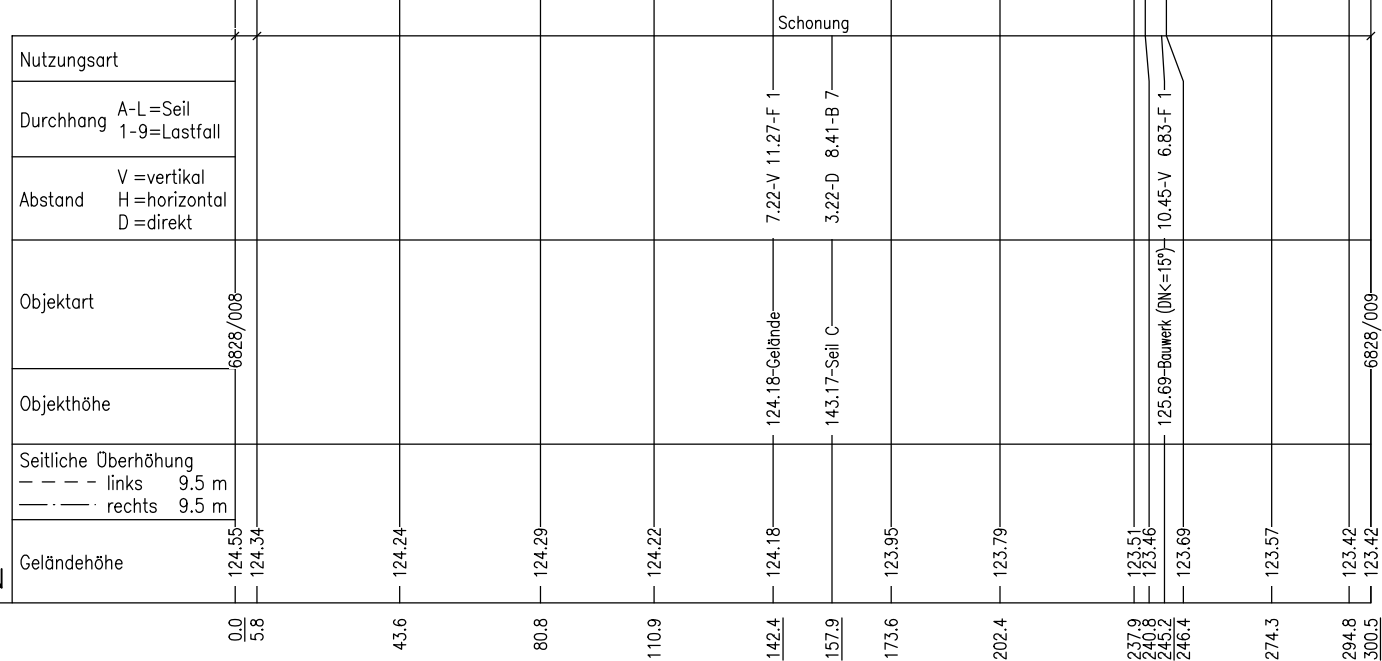 Schonung
Nutzungsart
Durchhang A-L=Seil
1-9=Lastfall
Abstand V=vertikal
H=horizontal
D=direkt
Objektart
Objekthöhe
Seitliche Überhöhung
links 9.5 m
rechts 9.5 m
Geländehöhe
6828/008
7.22-V 11.27-F 1
3.22-D 8.41-B 7
10.45-V 6.83-F 1
124.18-Gelände
143.17-Seil C
125.69-Bauwerk (DN<=15°)
6828/009
124.55
124.34
124.24
124.29
124.22
124.18
123.95
123.79
123.51
123.46
123.69
123.57
123.42
123.42
0.0
5.8
43.6
80.8
110.9
142.4
157.9
173.6
202.4
237.9
240.8
245.2
246.4
274.3
294.8
300.5